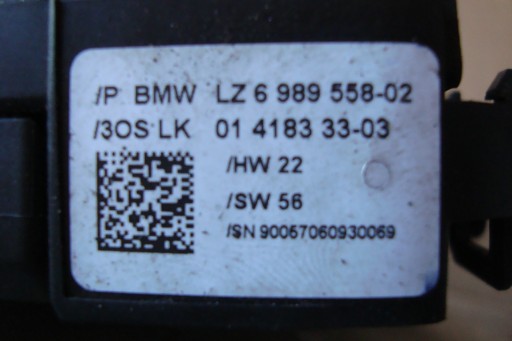 /P BMW LZ 6 989 558-02
/3OS LK 01 4183 33-03
/HW 22
/SW 56
/SN 90057060930069